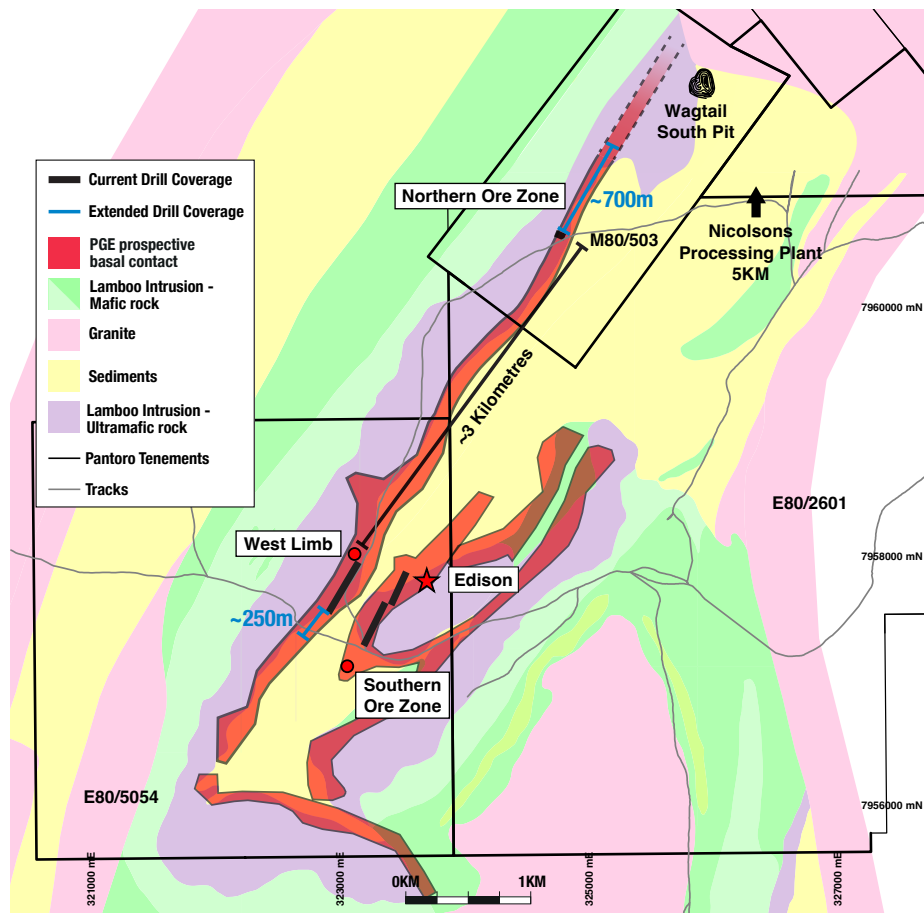 Wagtail
South Pit
Current Drill Coverage
Extended Drill Coverage
PGE prospective
basal contact
Lamboo Intrusion -
Mafic rock
Granite
Sediments
Lamboo Intrusion -
Ultramafic rock
Pantoro Tenements
Tracks
Northern Ore Zone
~700m
M80/503
Nicolsons
Processing Plant
5KM
7960000 mN
~3 Kilometres
E80/2601
West Limb
7958000 mN
Edison
~250m
Southern
Ore Zone
E80/5054
7956000 mN
321000 mE
323000 mE
325000 mE
327000 mE
0KM
1KM